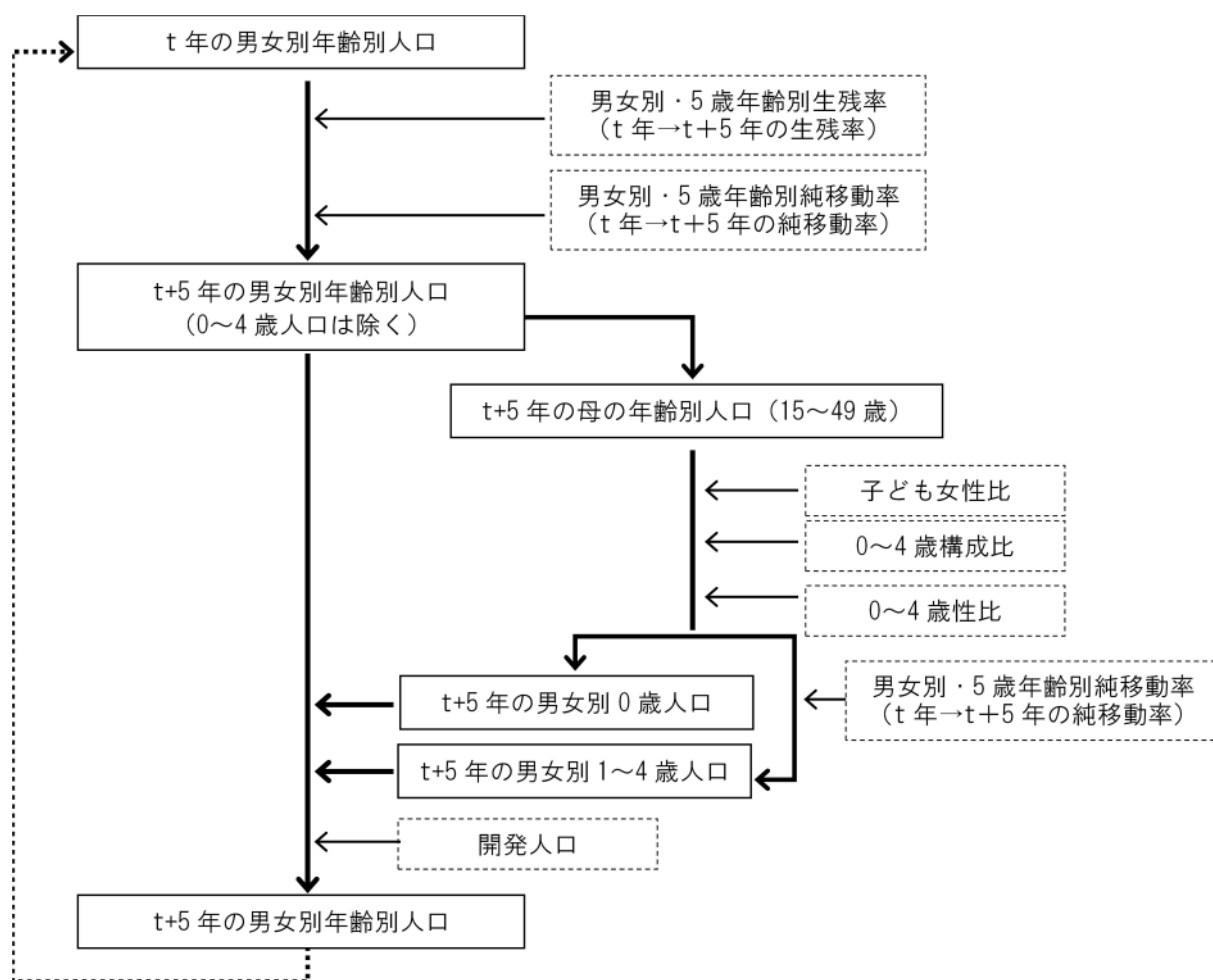 t 年の男女別年齢別人口
男女別・5 歳年齢別生残率
（t 年→t＋5 年の生残率）
男女別・5 歳年齢別純移動率
（t 年→t＋5 年の純移動率）
t+5 年の男女別年齢別人口
（0～4 歳人口は除く）
t+5 年の母の年齢別人口（15～49 歳）
子ども女性比
0～4 歳構成比
0～4 歳性比
男女別・5 歳年齢別純移動率
（t 年→t＋5 年の純移動率）
t+5 年の男女別 0 歳人口
t+5 年の男女別 1～4 歳人口
開発人口
t+5 年の男女別年齢別人口